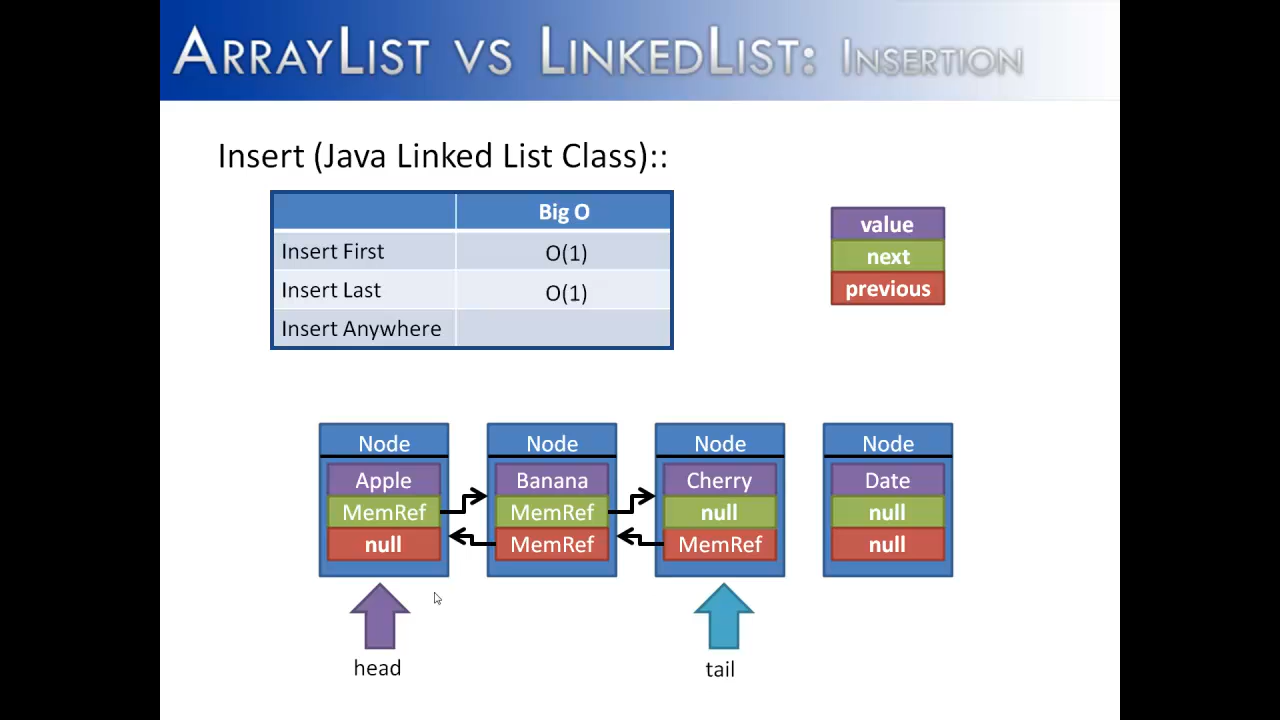 ARRAYLIST VS LINKEDLIST: INSERTION
Insert (Java Linked List Class)::
Big O
Insert First O(1)
Insert Last O(1)
Insert Anywhere
value
next
previous
Node Node Node Node
Apple Banana Cherry Date
MemRef MemRef null null
null MemRef MemRef null
head tail